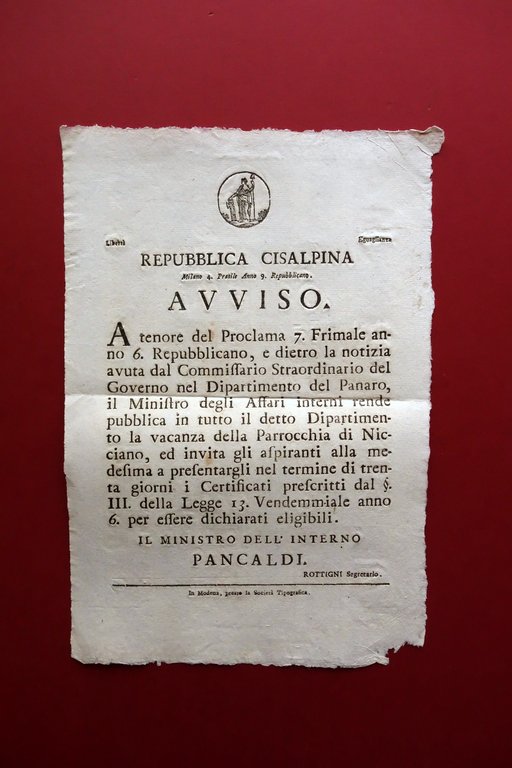 Libertà Eguaglianza
REPUBBLICA CISALPINA
Milano 4. Pratile Anno 9. Repubblicano.
AVVISO.
A tenore del Proclama 7. Frimale an-
no 6. Repubblicano, e dietro la notizia
avuta dal Commiſſario Straordinario del
Governo nel Dipartimento del Panaro,
il Miniſtro degli Affari interni rende
pubblica in tutto il detto Dipartimen-
to la vacanza della Parrocchia di Nic-
ciano, ed invita gli aſpiranti alla me-
deſima a preſentargli nel termine di tren-
ta giorni i Certificati preſcritti dal §.
III. della Legge 13. Vendemmiale anno
6. per eſſere dichiarati eligibili.
IL MINISTRO DELL' INTERNO
PANCALDI.
ROTTIGNI Segretario.
In Modena, preſſo la Società Tipografica.